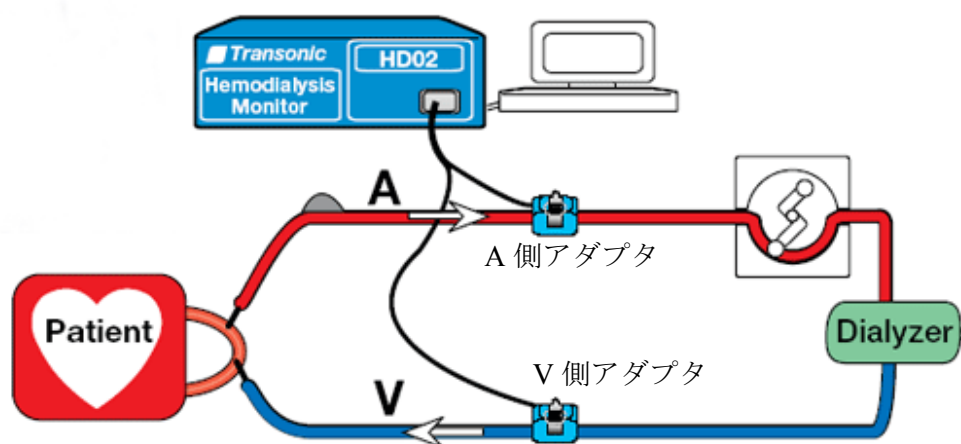 Transonic
HD02
Hemodialysis
Monitor
A
A 側アダプタ
Patient
Dialyzer
V 側アダプタ
V